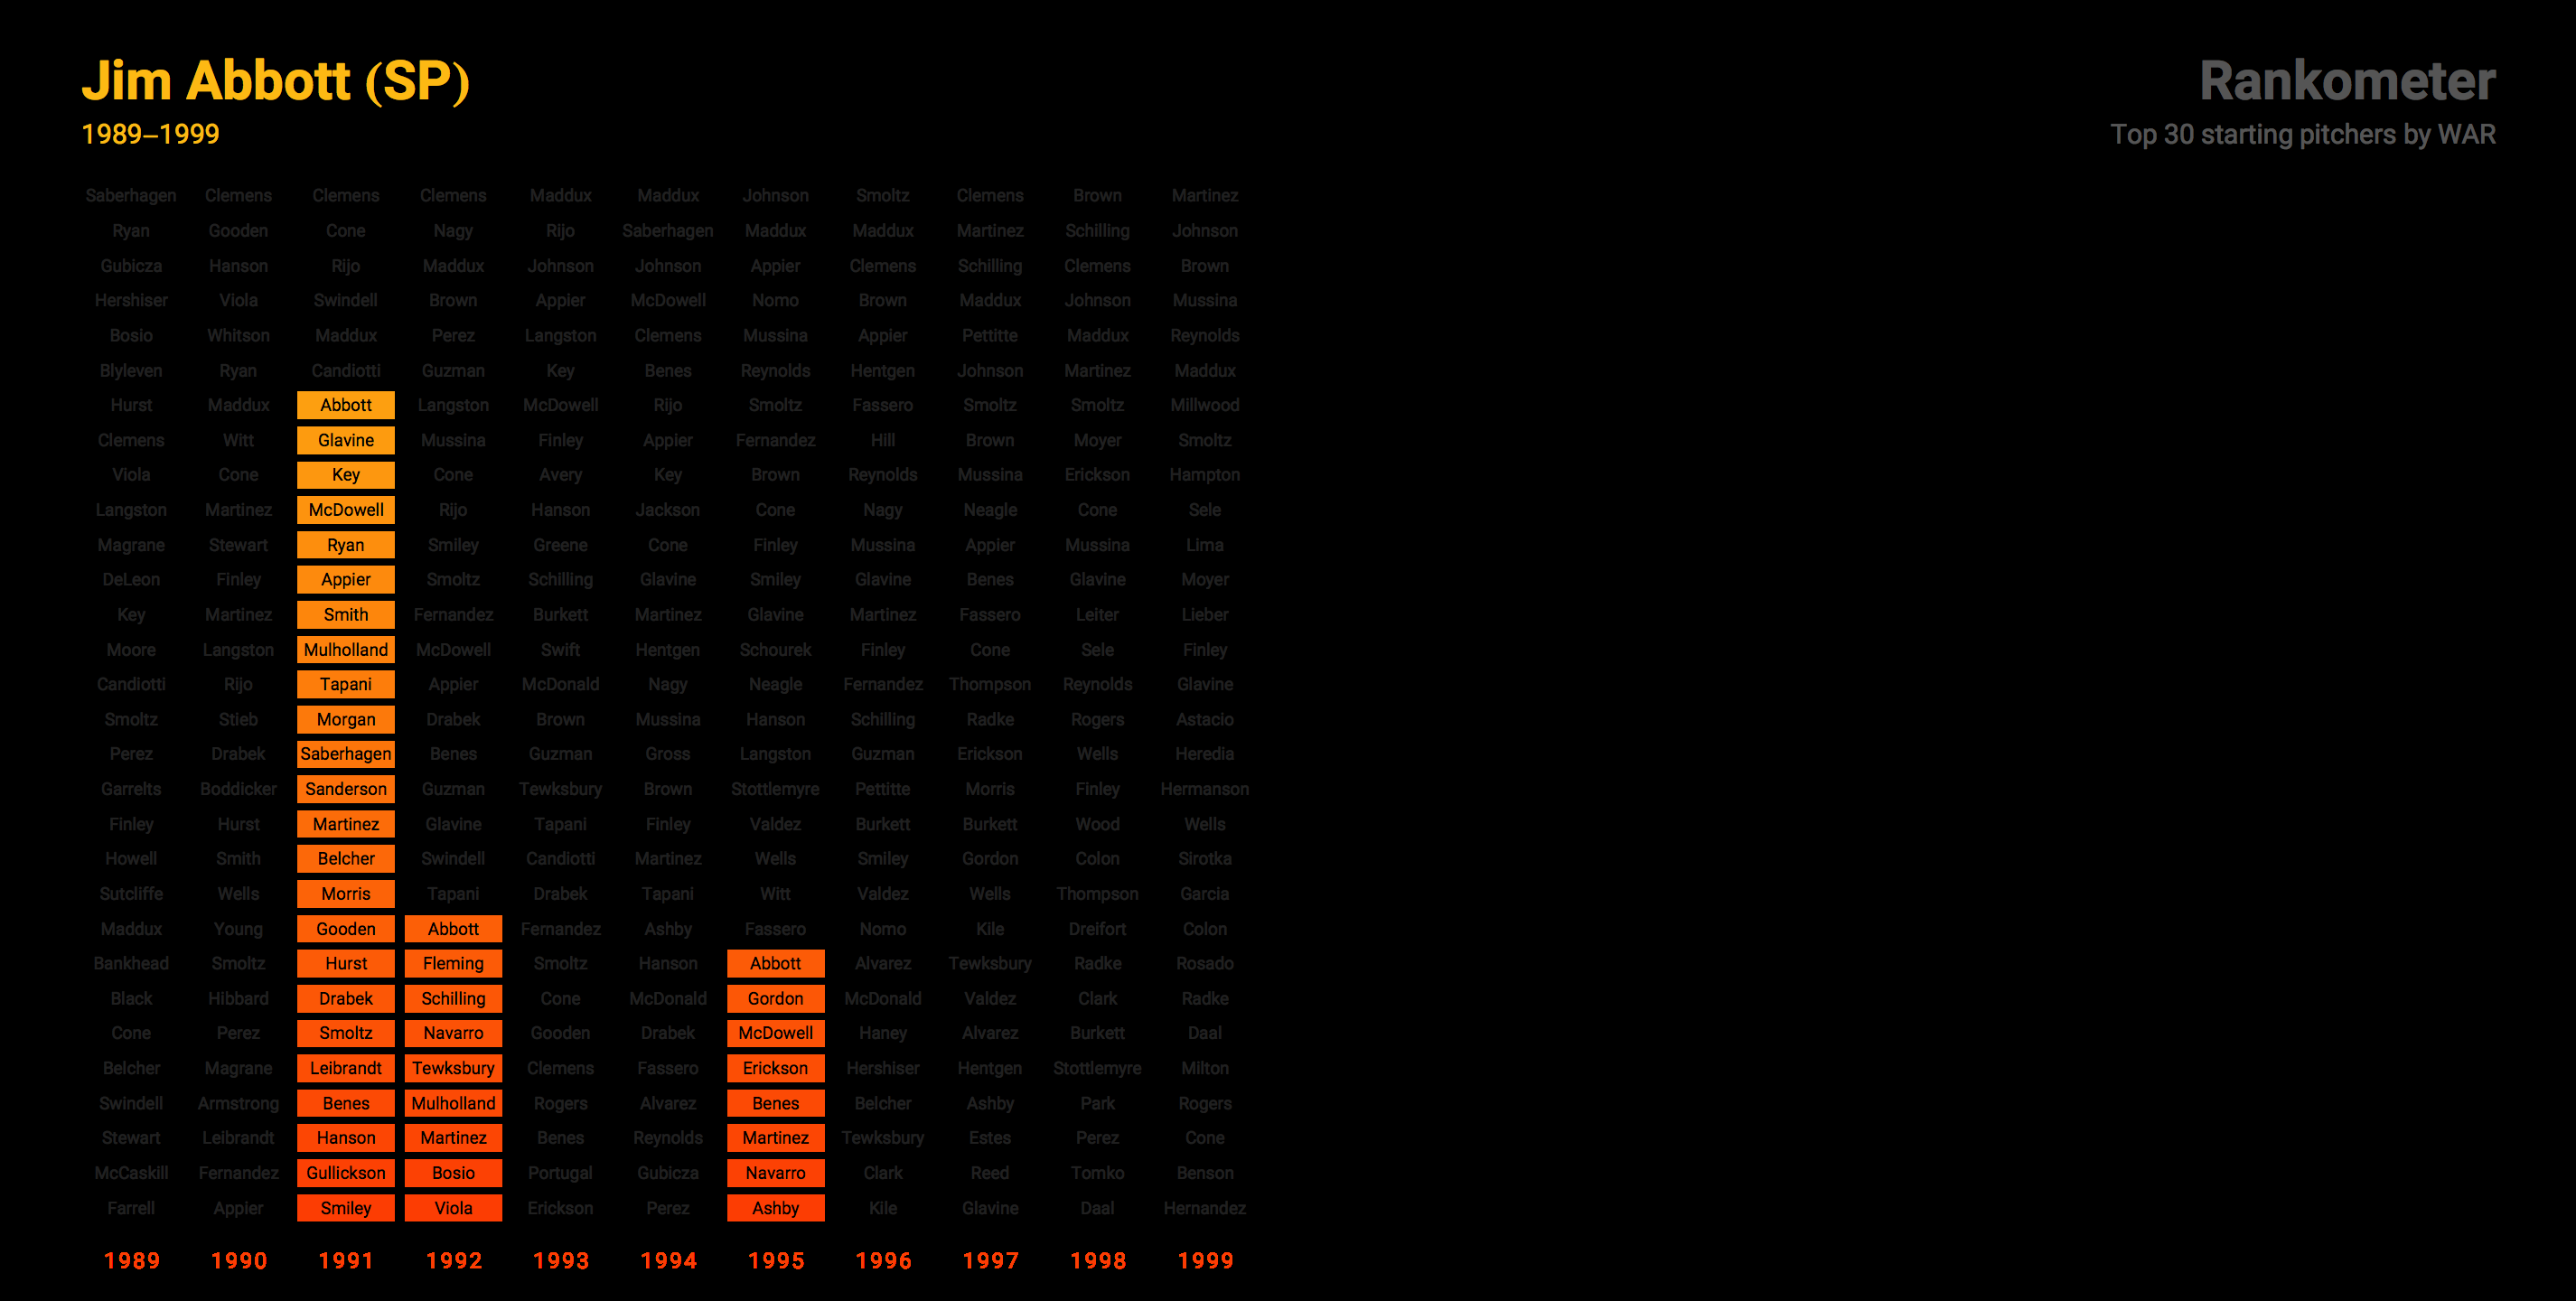 Jim Abbott (SP)
1989–1999
Rankometer
Top 30 starting pitchers by WAR
Saberhagen Clemens Clemens Clemens Maddux Maddux Johnson Smoltz Clemens Brown Martinez
Ryan Gooden Cone Nagy Rijo Saberhagen Maddux Maddux Martinez Schilling Johnson
Gubicza Hanson Rijo Maddux Johnson Johnson Appier Clemens Schilling Clemens Brown
Hershiser Viola Swindell Brown Appier McDowell Nomo Brown Maddux Johnson Mussina
Bosio Whitson Maddux Perez Langston Clemens Mussina Appier Pettitte Maddux Reynolds
Blyleven Ryan Candiotti Guzman Key Benes Reynolds Hentgen Johnson Martinez Maddux
Hurst Maddux Abbott Langston McDowell Rijo Smoltz Fassero Smoltz Smoltz Millwood
Clemens Witt Glavine Mussina Finley Appier Fernandez Hill Brown Moyer Smoltz
Viola Cone Key Cone Avery Key Brown Reynolds Mussina Erickson Hampton
Langston Martinez McDowell Rijo Hanson Jackson Cone Nagy Neagle Cone Sele
Magrane Stewart Ryan Smiley Greene Cone Finley Mussina Appier Mussina Lima
DeLeon Finley Appier Smoltz Schilling Glavine Smiley Glavine Benes Glavine Moyer
Key Martinez Smith Fernandez Burkett Martinez Glavine Martinez Fassero Leiter Lieber
Moore Langston Mulholland McDowell Swift Hentgen Schourek Finley Cone Sele Finley
Candiotti Rijo Tapani Appier McDonald Nagy Neagle Fernandez Thompson Reynolds Glavine
Smoltz Stieb Morgan Drabek Brown Mussina Hanson Schilling Radke Rogers Astacio
Perez Drabek Saberhagen Benes Guzman Gross Langston Guzman Erickson Wells Heredia
Garrelts Boddicker Sanderson Guzman Tewksbury Brown Stottlemyre Pettitte Morris Finley Hermanson
Finley Hurst Martinez Glavine Tapani Finley Valdez Burkett Burkett Wood Wells
Howell Smith Belcher Swindell Candiotti Martinez Wells Smiley Gordon Colon Sirotka
Sutcliffe Wells Morris Tapani Drabek Tapani Witt Valdez Wells Thompson Garcia
Maddux Young Gooden Abbott Fernandez Ashby Fassero Nomo Kile Dreifort Colon
Bankhead Smoltz Hurst Fleming Smoltz Hanson Abbott Alvarez Tewksbury Radke Rosado
Black Hibbard Drabek Schilling Cone McDonald Gordon McDonald Valdez Clark Radke
Cone Perez Smoltz Navarro Gooden Drabek McDowell Haney Alvarez Burkett Daal
Belcher Magrane Leibrandt Tewksbury Clemens Fassero Erickson Hershiser Hentgen Stottlemyre Milton
Swindell Armstrong Benes Mulholland Rogers Alvarez Benes Belcher Ashby Park Rogers
Stewart Leibrandt Hanson Martinez Benes Reynolds Martinez Tewksbury Estes Perez Cone
McCaskill Fernandez Gullickson Bosio Portugal Gubicza Navarro Clark Reed Tomko Benson
Farrell Appier Smiley Viola Erickson Perez Ashby Kile Glavine Daal Hernandez
1989 1990 1991 1992 1993 1994 1995 1996 1997 1998 1999